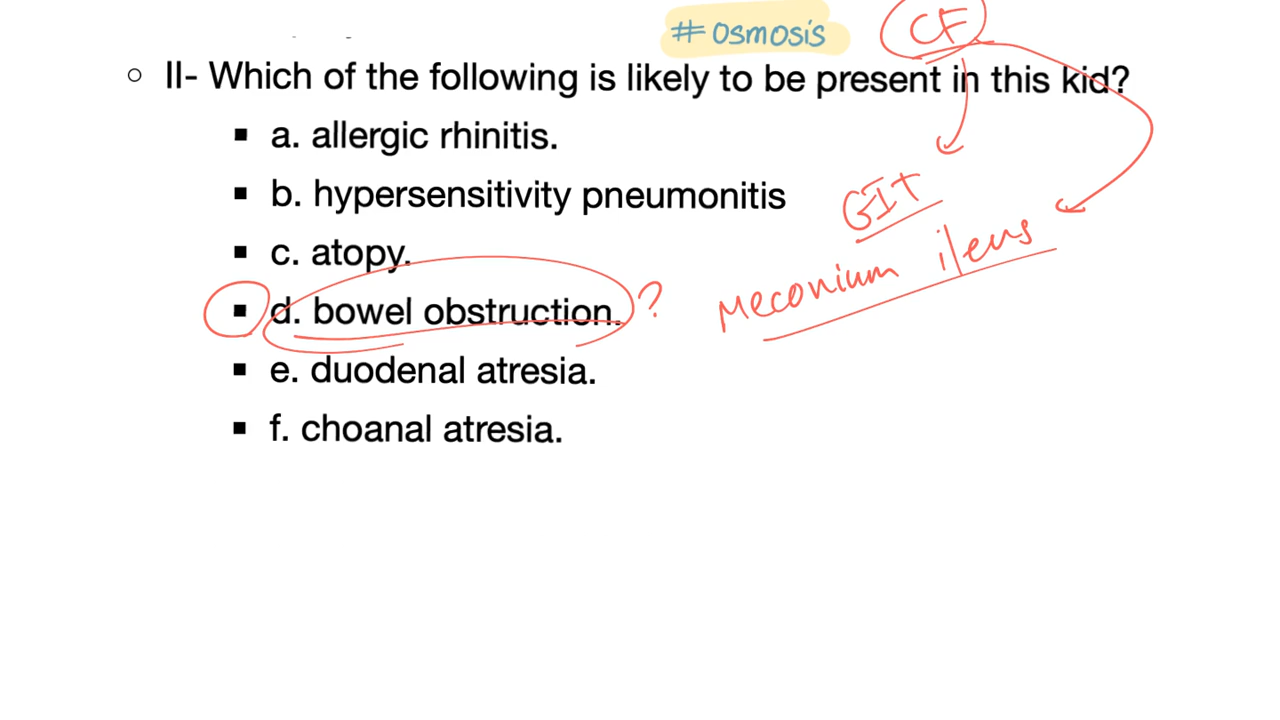 #osmosis
CF
II- Which of the following is likely to be present in this kid?
a. allergic rhinitis.
b. hypersensitivity pneumonitis
GIT
c. atopy.
Meconium ileus
d. bowel obstruction. ?
e. duodenal atresia.
f. choanal atresia.